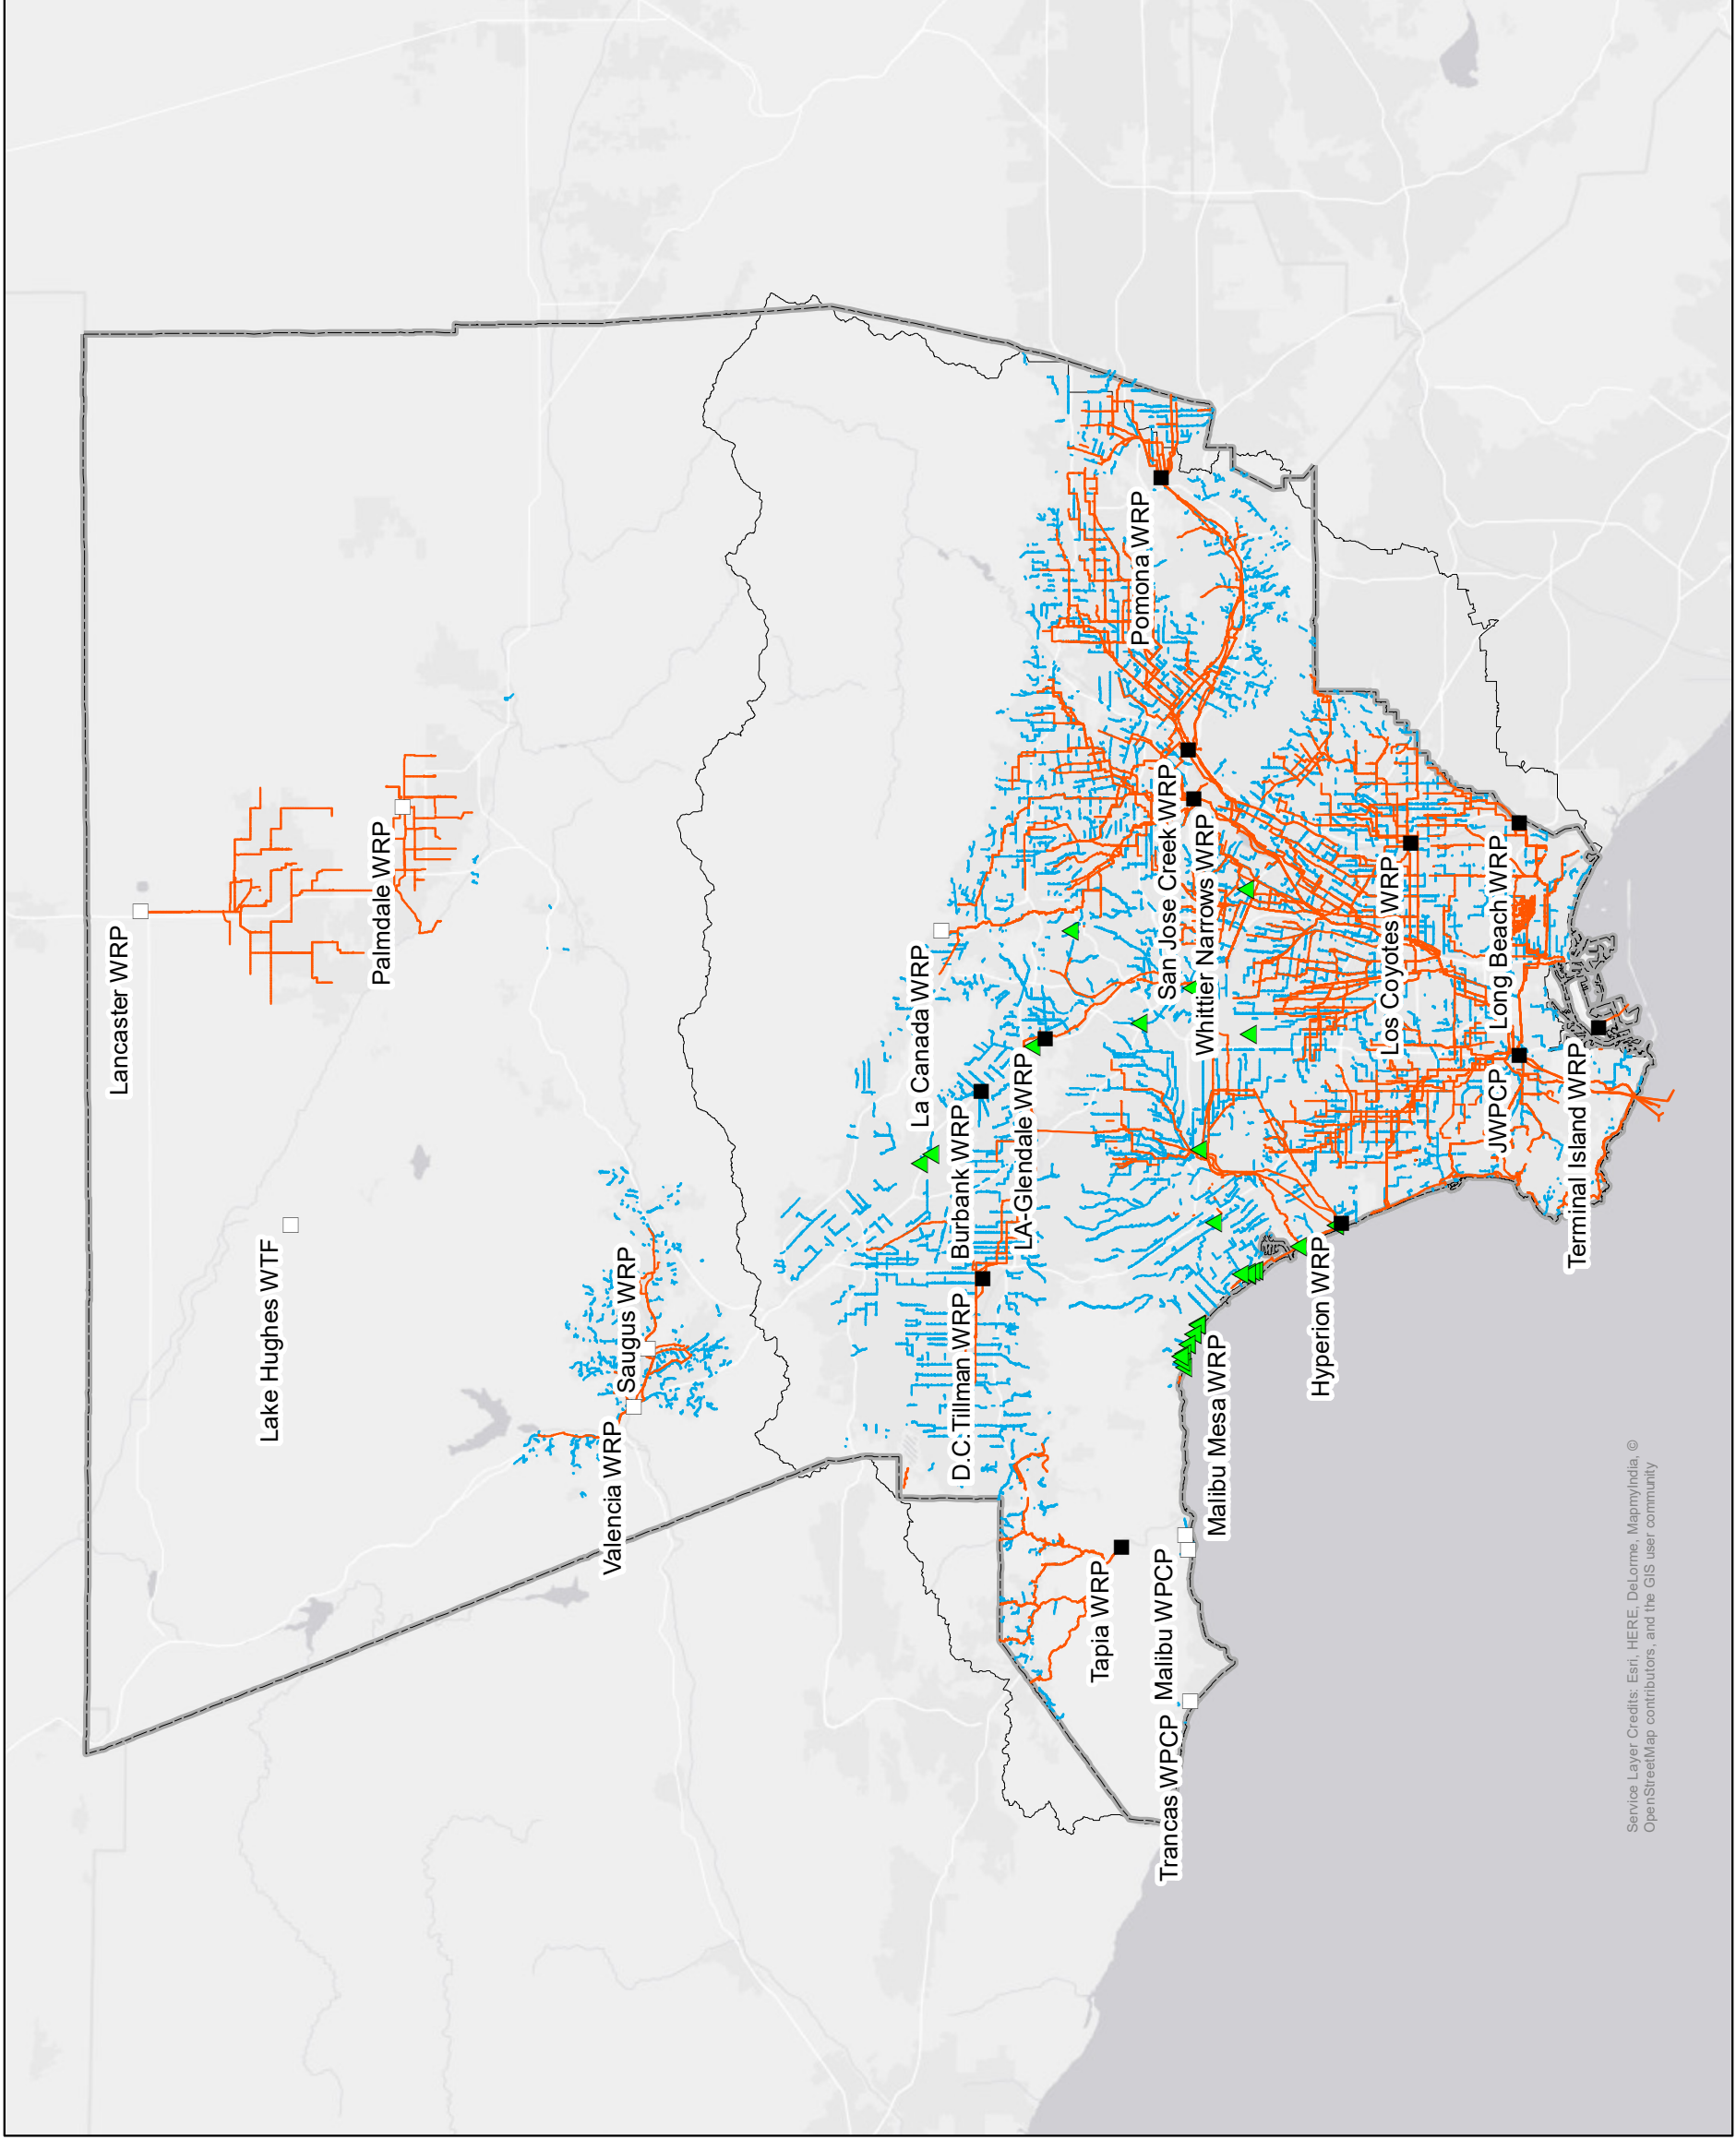 Lancaster WRP
Lake Hughes WTF
Palmdale WRP
Valencia WRP
Saugus WRP
La Canada WRP
D.C.Tillman WRP
Burbank WRP
LA-Glendale WRP
Tapia WRP
Pomona WRP
Trancas WPCP
Malibu WPCP
San Jose Creek WRP
Whittier Narrows WRP
Malibu Mesa WRP
Hyperion WRP
Los Coyotes WRP
JWPCP
Long Beach WRP
Terminal Island WRP
Service Layer Credits: Esri, HERE, DeLorme, MapmyIndia, ©
OpenStreetMap contributors, and the GIS user community